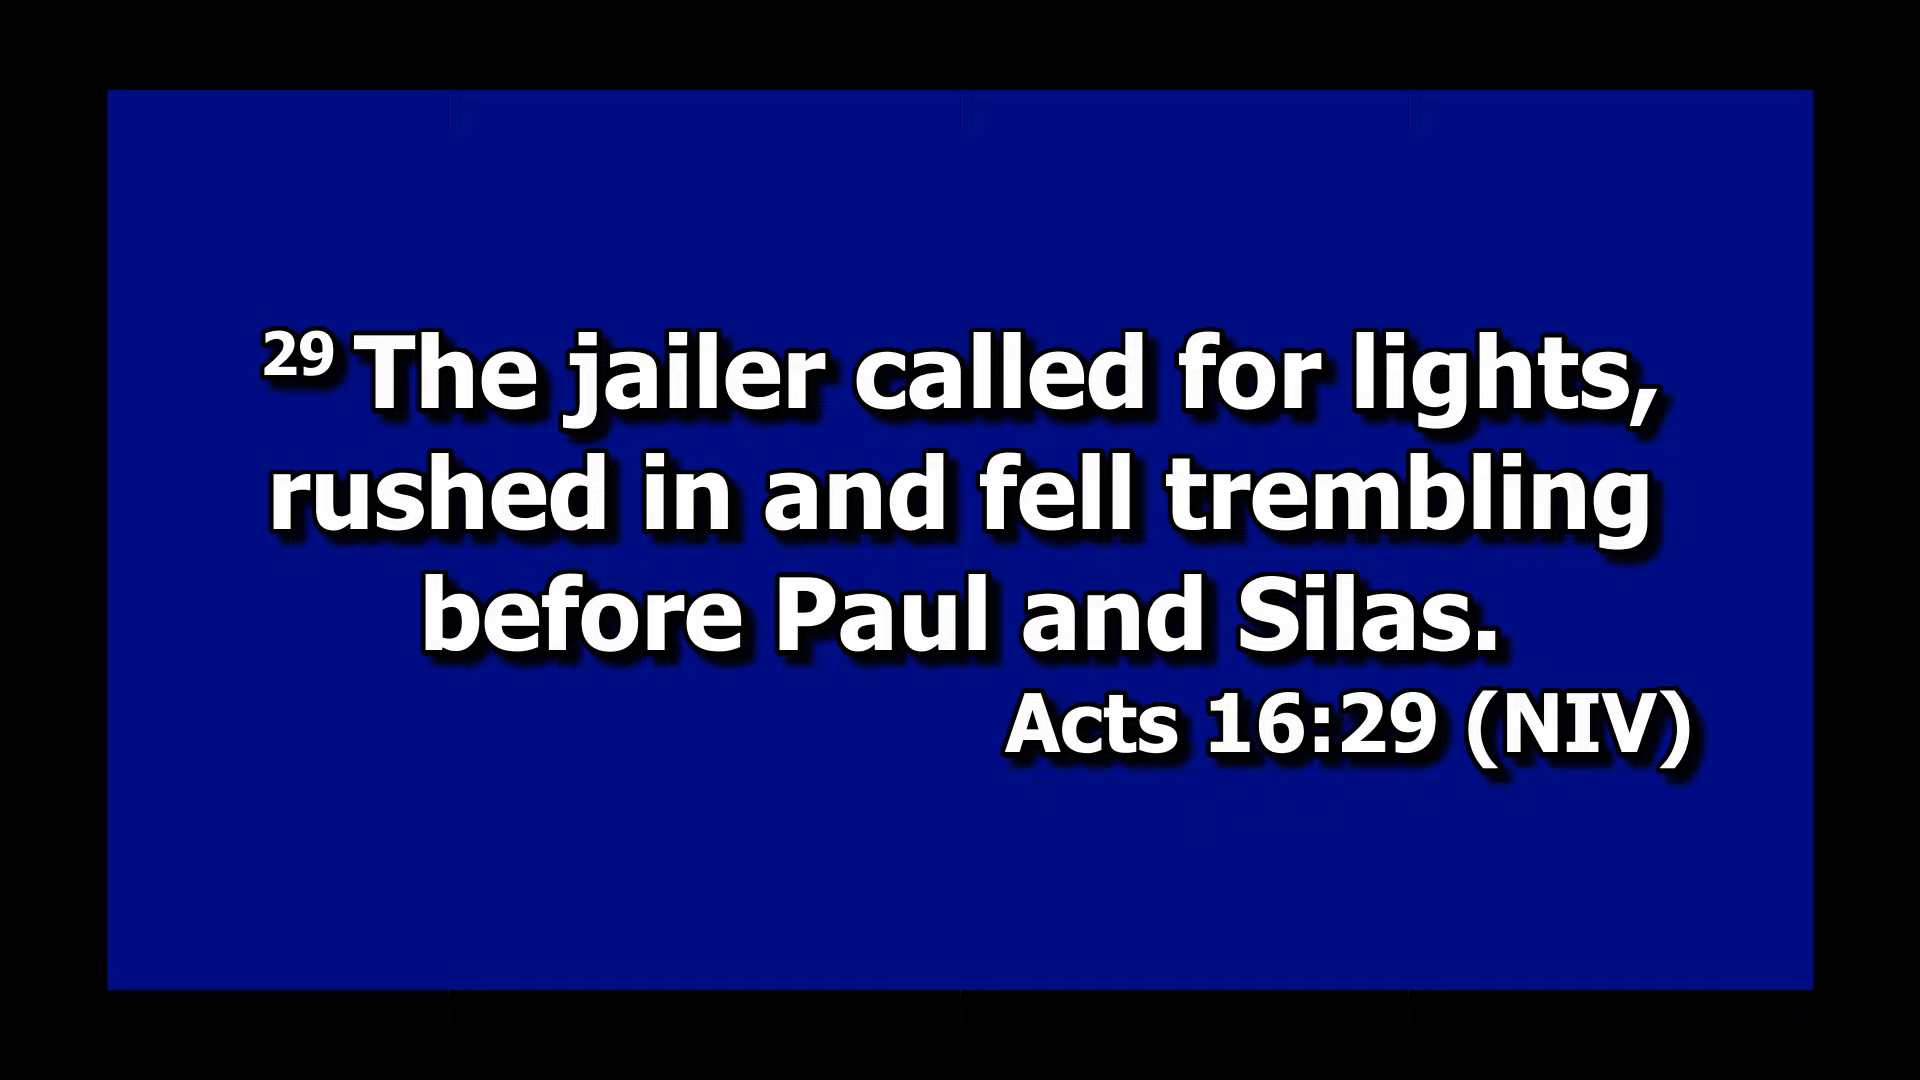 29 The jailer called for lights,
rushed in and fell trembling
before Paul and Silas.
Acts 16:29 (NIV)